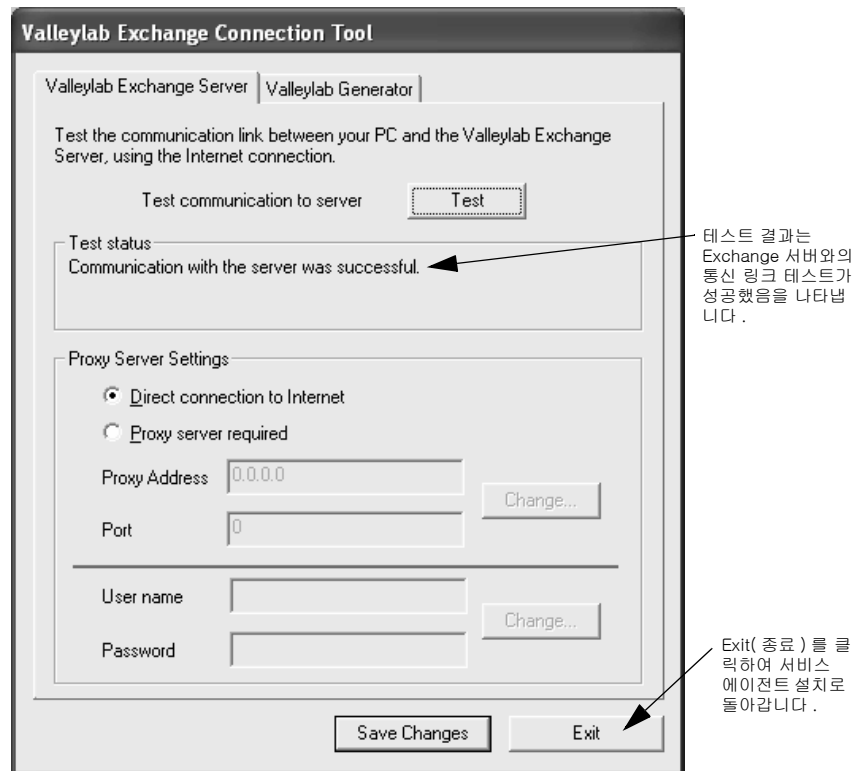 Valleylab Exchange Connection Tool
Valleylab Exchange Server
Valleylab Generator
Test the communication link between your PC and the Valleylab Exchange
Server, using the Internet connection.
Test communication to server
Test
Test status
Communication with the server was successful.
테스트 결과는
Exchange 서버와의
통신 링크 테스트가
성공했음을 나타냅
니다 .
Proxy Server Settings
Direct connection to Internet
Proxy server required
Proxy Address
0.0.0.0
Change...
Port
0
User name
Change...
Password
Exit( 종료 ) 를 클
릭하여 서비스
에이전트 설치로
돌아갑니다 .
Save Changes
Exit